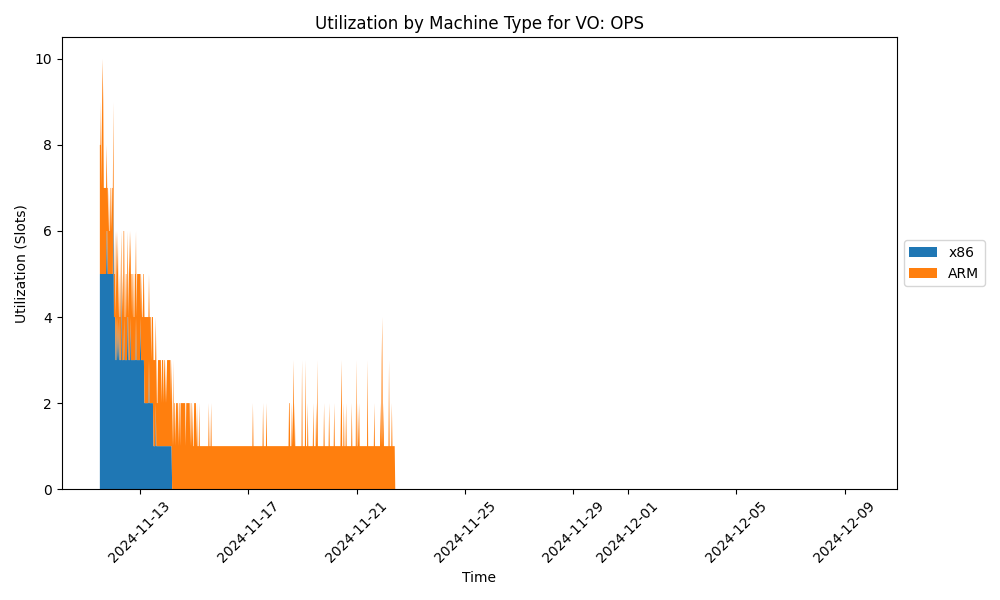 Utilization by Machine Type for VO: OPS
Utilization (Slots)
10
8
6
4
2
0
x86
ARM
2024-11-13
2024-11-17
2024-11-21
2024-11-25
2024-11-29
2024-12-01
2024-12-05
2024-12-09
Time